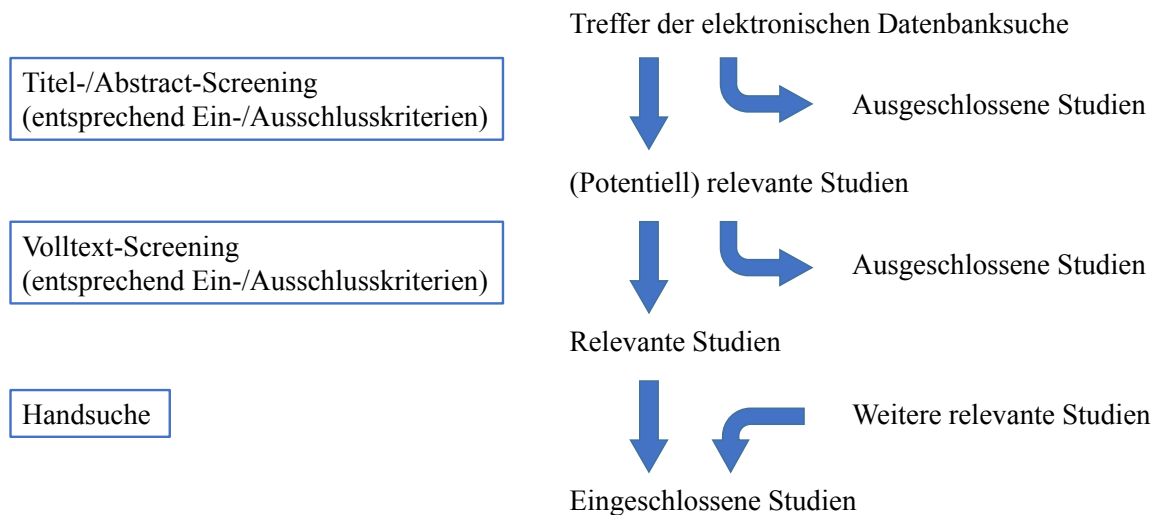 Treffer der elektronischen Datenbanksuche
Titel-/Abstract-Screening
(entsprechend Ein-/Ausschlusskriterien)
Ausgeschlossene Studien
(Potentiell) relevante Studien
Volltext-Screening
(entsprechend Ein-/Ausschlusskriterien)
Ausgeschlossene Studien
Relevante Studien
Handsuche
Weitere relevante Studien
Eingeschlossene Studien